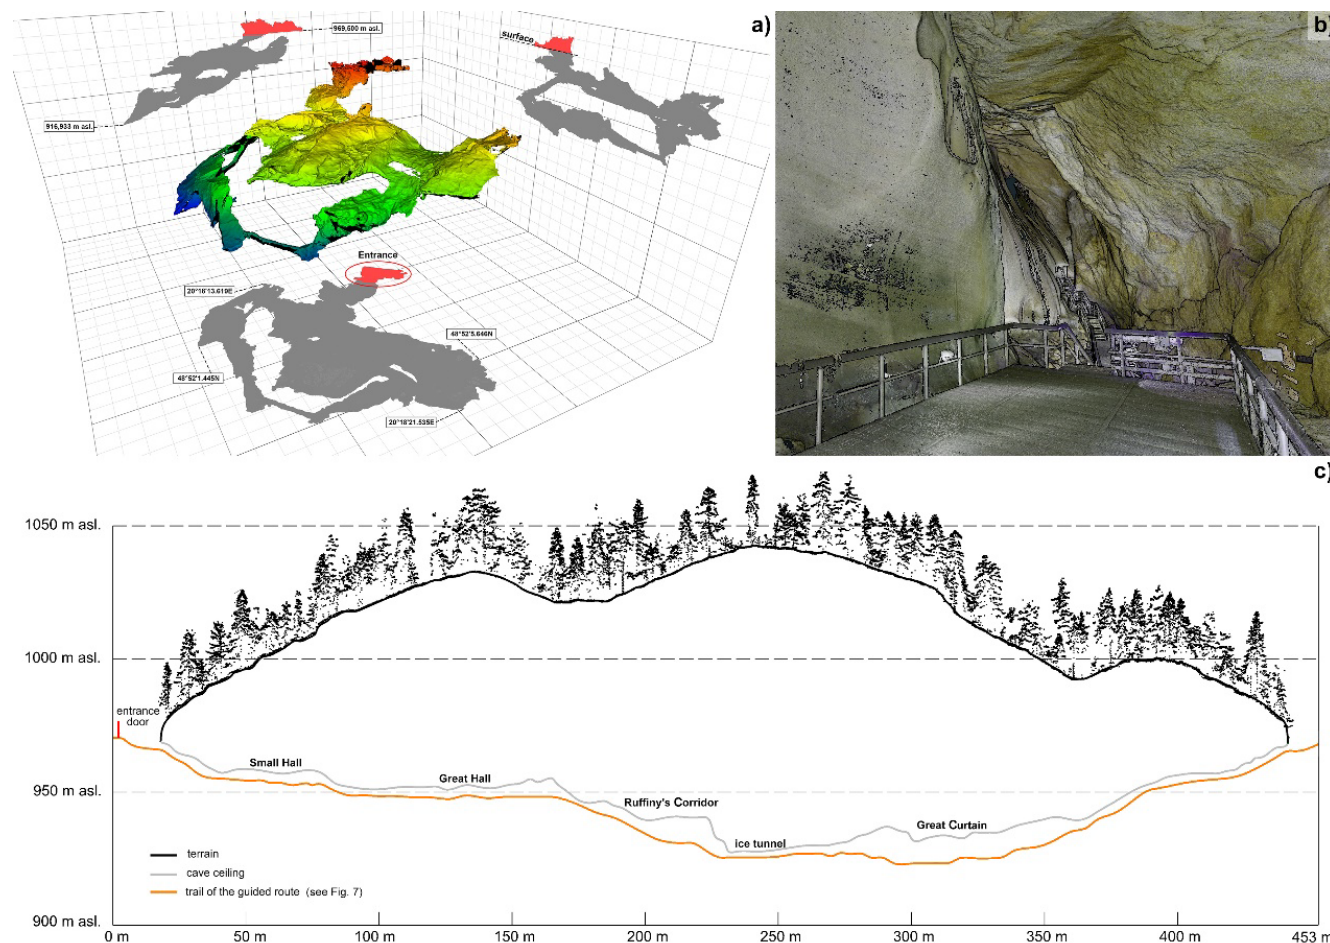 a)
b)
969,600 m asl.
surface
916,933 m asl.
Entrance
20°16'13.619E
48°52'5.646N
48°52'1.445N
20°18'21.535E
c)
1050 m asl.
1000 m asl.
entrance
door
Small Hall
Great Hall
950 m asl.
Ruffiny's Corridor
Great Curtain
ice tunnel
terrain
cave ceiling
trail of the guided route (see Fig. 7)
900 m asl.
0 m 50 m 100 m 150 m 200 m 250 m 300 m 350 m 400 m 453 m